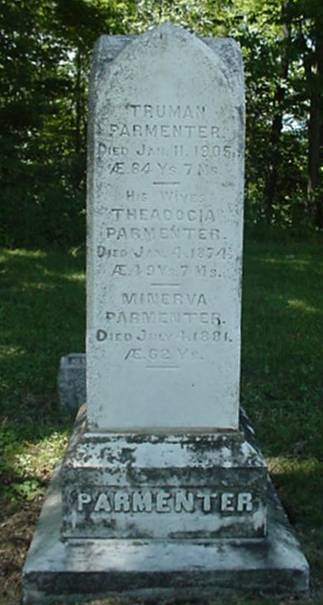 TRUMAN
PARMENTER.
DIED JAN. 11. 1905.
Æ. 84 YS. 7 MS.
HIS WIVES
THEADOCIA
PARMENTER.
DIED JAN. 4. 1874.
Æ. 49 YS. 7 MS.
MINERVA
PARMENTER.
DIED JULY 4. 1881.
Æ. 62 YS.
PARMENTER